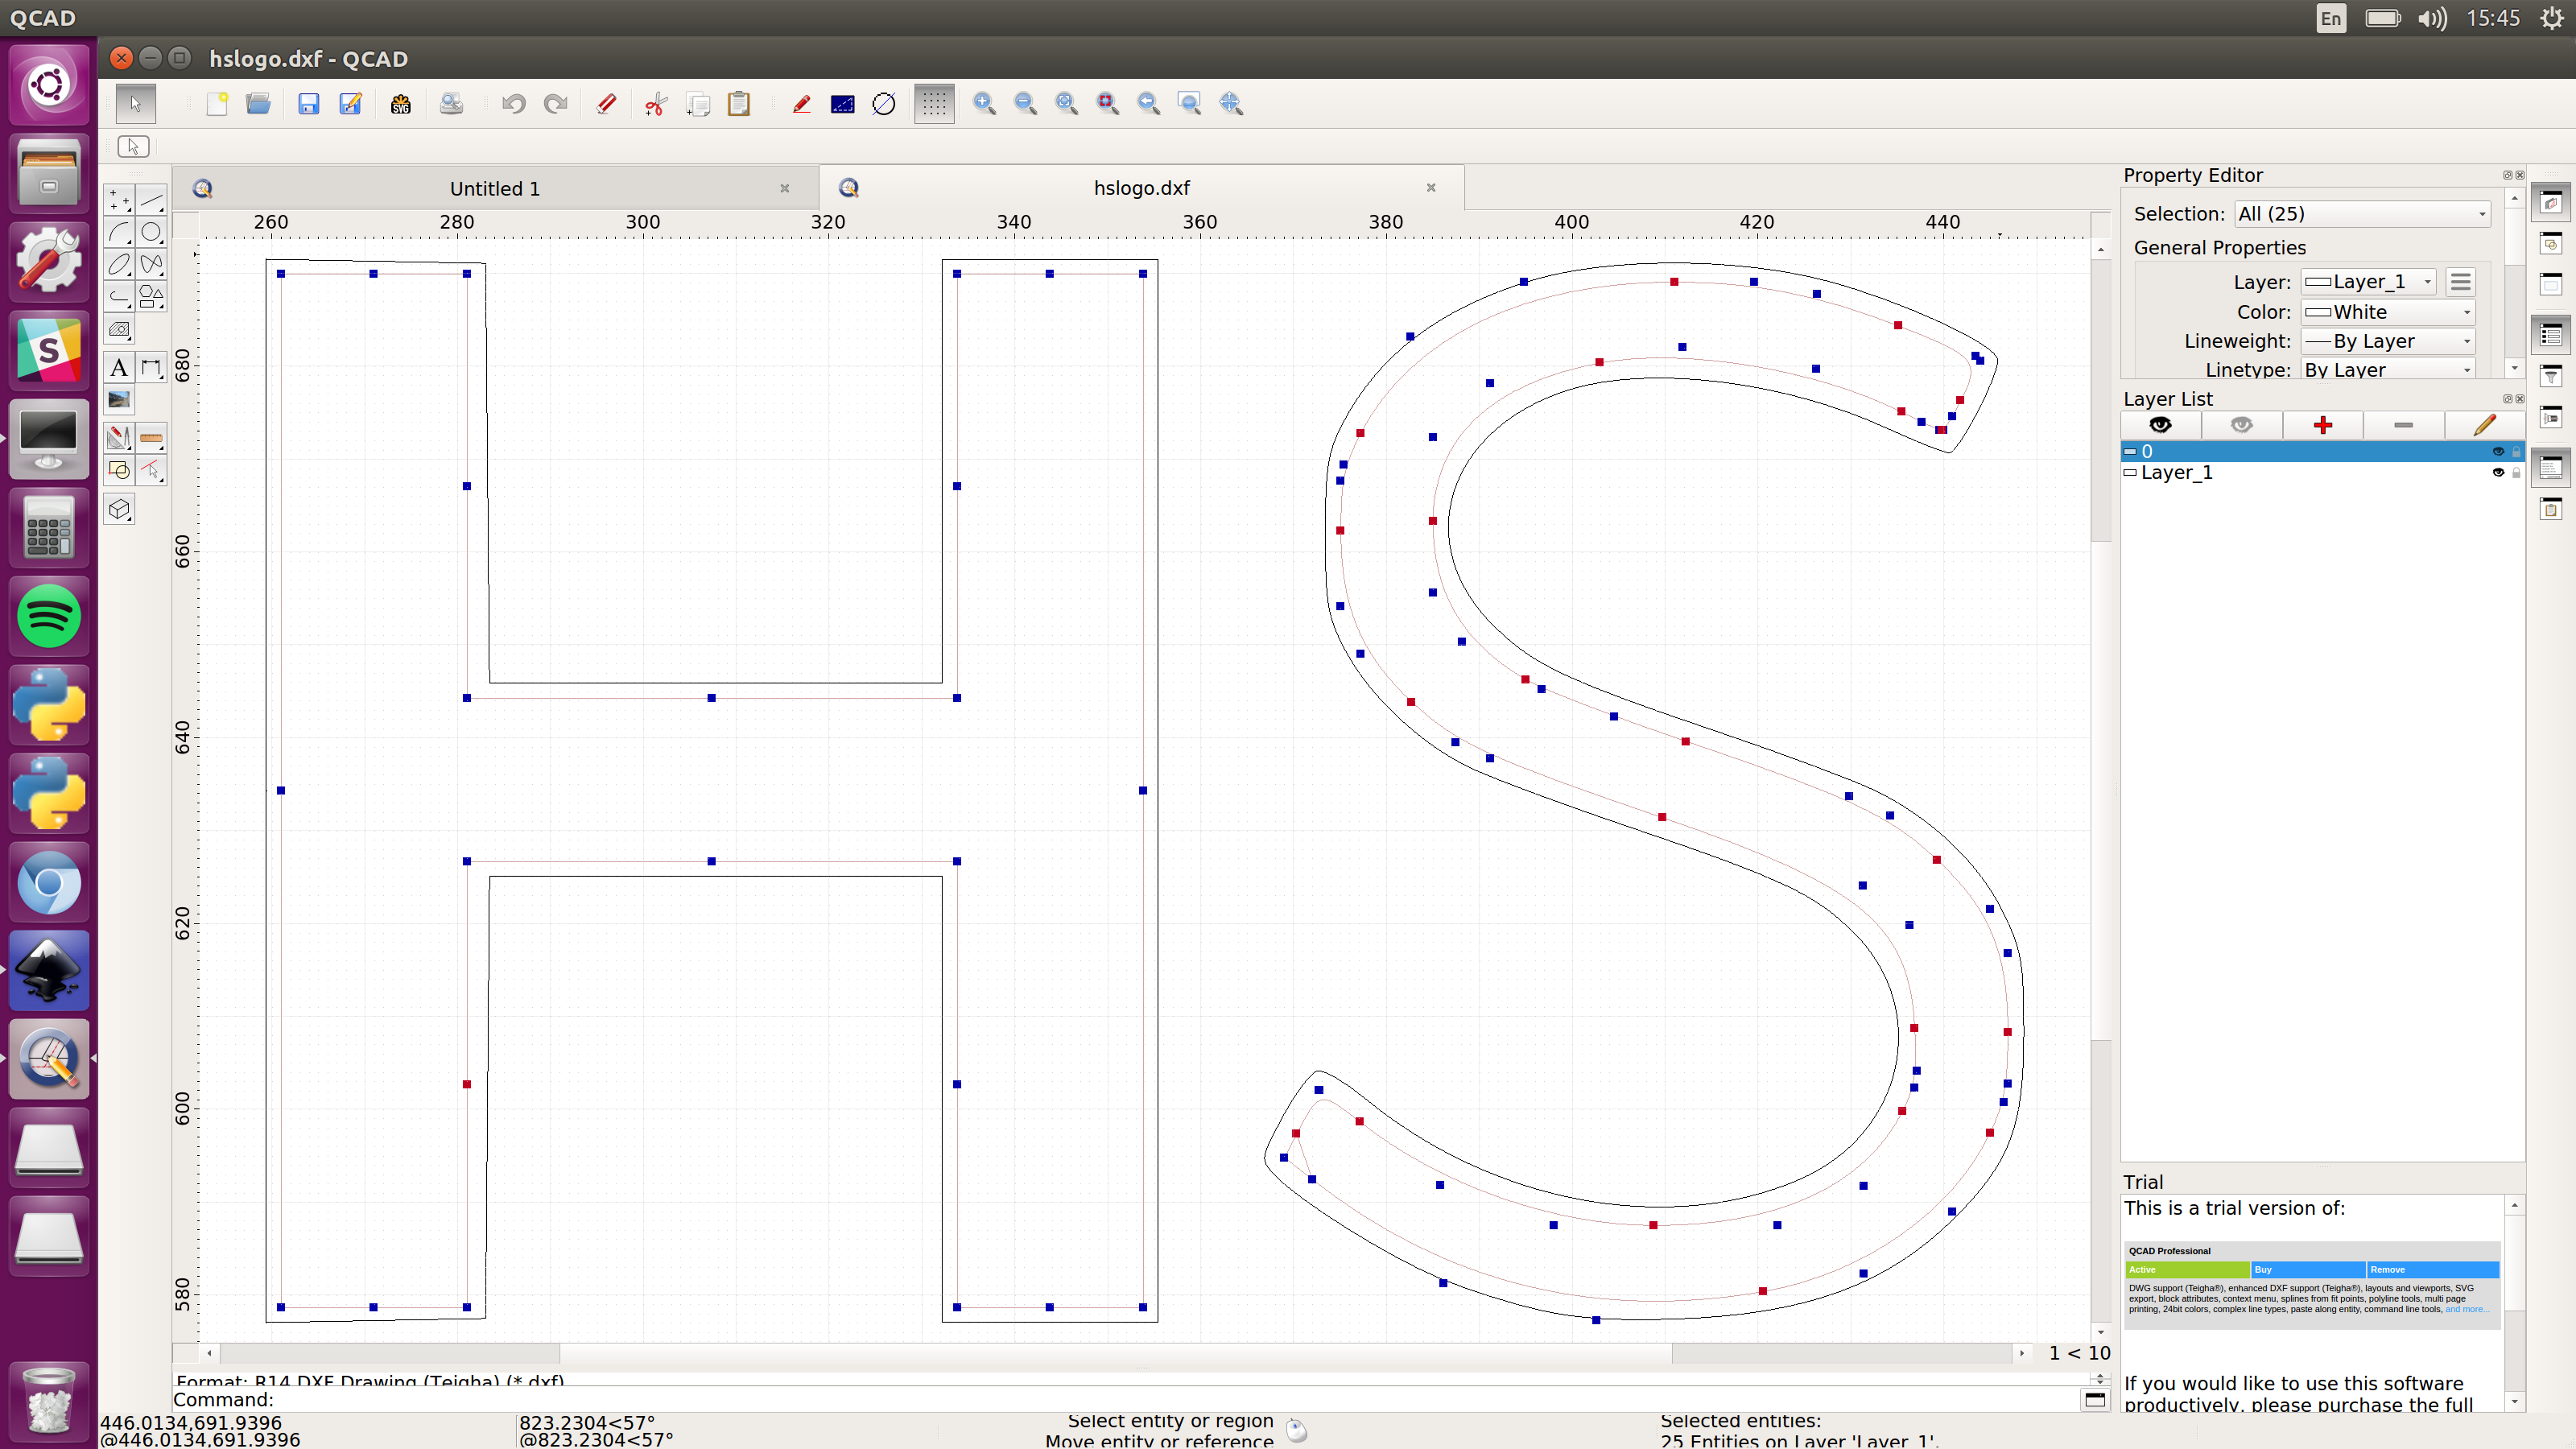 QCAD
En 15:45
hslogo.dxf - QCAD
SVG
Untitled 1
hslogo.dxf
260 280 300 320 340 360 380 400 420 440
680
660
640
620
600
580
A
S
H
S
Property Editor
Selection: All (25)
General Properties
Layer: Layer_1
Color: White
Lineweight: By Layer
Linetype: By Layer
Layer List
0
Layer_1
Trial
This is a trial version of:
QCAD Professional
Active Buy Remove
DWG support (Teigha®), enhanced DXF support (Teigha®), layouts and viewports, SVG
export, block attributes, context menu, splines from fit points, polyline tools, multi page
printing, 24bit colors, complex line types, paste along entity, command line tools, and more...
If you would like to use this software
productively, please purchase the full
1 < 10
Format: R14 DXF Drawing (Teigha) (*.dxf)
Command:
446.0134,691.9396
@446.0134,691.9396
823.2304<57°
@823.2304<57°
Select entity or region
Move entity or reference
Selected entities:
25 Entities on Layer 'Layer_1'.